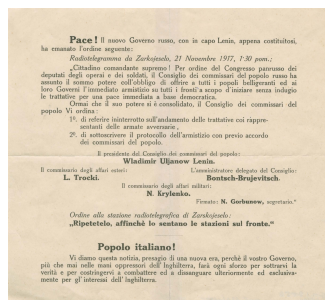 Pace! Il nuovo Governo russo, con in capo Lenie, appena costituitosi,
ha emanato l'ordine seguente:
Radiotelegramma da Zarkojeselo, 21 Novembre 1917, 1:30 pom.:
„Cittadino comandante supremo! Per ordine del Congresso panrusso dei
deputati degli operai e dei soldati, il Consiglio dei commissari del popolo russo ha
assunto il sommo potere coll'obbligo di offrire a tutti i popoli belligeranti ed ai
loro Governi l'immediato armistizio su tutti i fronti a scopo d'iniziare senza indugio
le trattative per una pace immediata a base democratica.
Ormai che il suo potere si è consolidato, il Consiglio dei commissari del
popolo Vi ordina:
1º. di referire ininterrotto sull'andamento delle trattative coi rappre-
sentanti delle armate avversarie,
2º. di sottoscrivere il protocollo dell'armistizio con previo accordo
dei commissari del popolo.
Il presidente del Consiglio dei commissari del popolo:
Wladimir Uljanow Lenin.
Il commissario degli affari esteri:
L. Trocki.
L'amministratore delegato del Consiglio:
Bontsch-Brujevitsch.
Il commissario degli affari militari:
N. Krylenko.
Firmato: N. Gorbunow, segretario."
Ordine alla stazione radiotelegrafica di Zarskojeselo:
„Ripetetelo, affinchè lo sentano le stazioni sul fronte."
Popolo italiano!
Vi diamo questa notizia, presagio di una nuova era, perchè il vostro Governo,
più che mai nelle mani oppressori dell'Inghilterra, farà ogni sforzo per sottrarvi la
verità e per costringervi a combattere ed a dissanguare ulteriormente ed esclusiva-
mente per gl'interessi dell'Inghilterra.